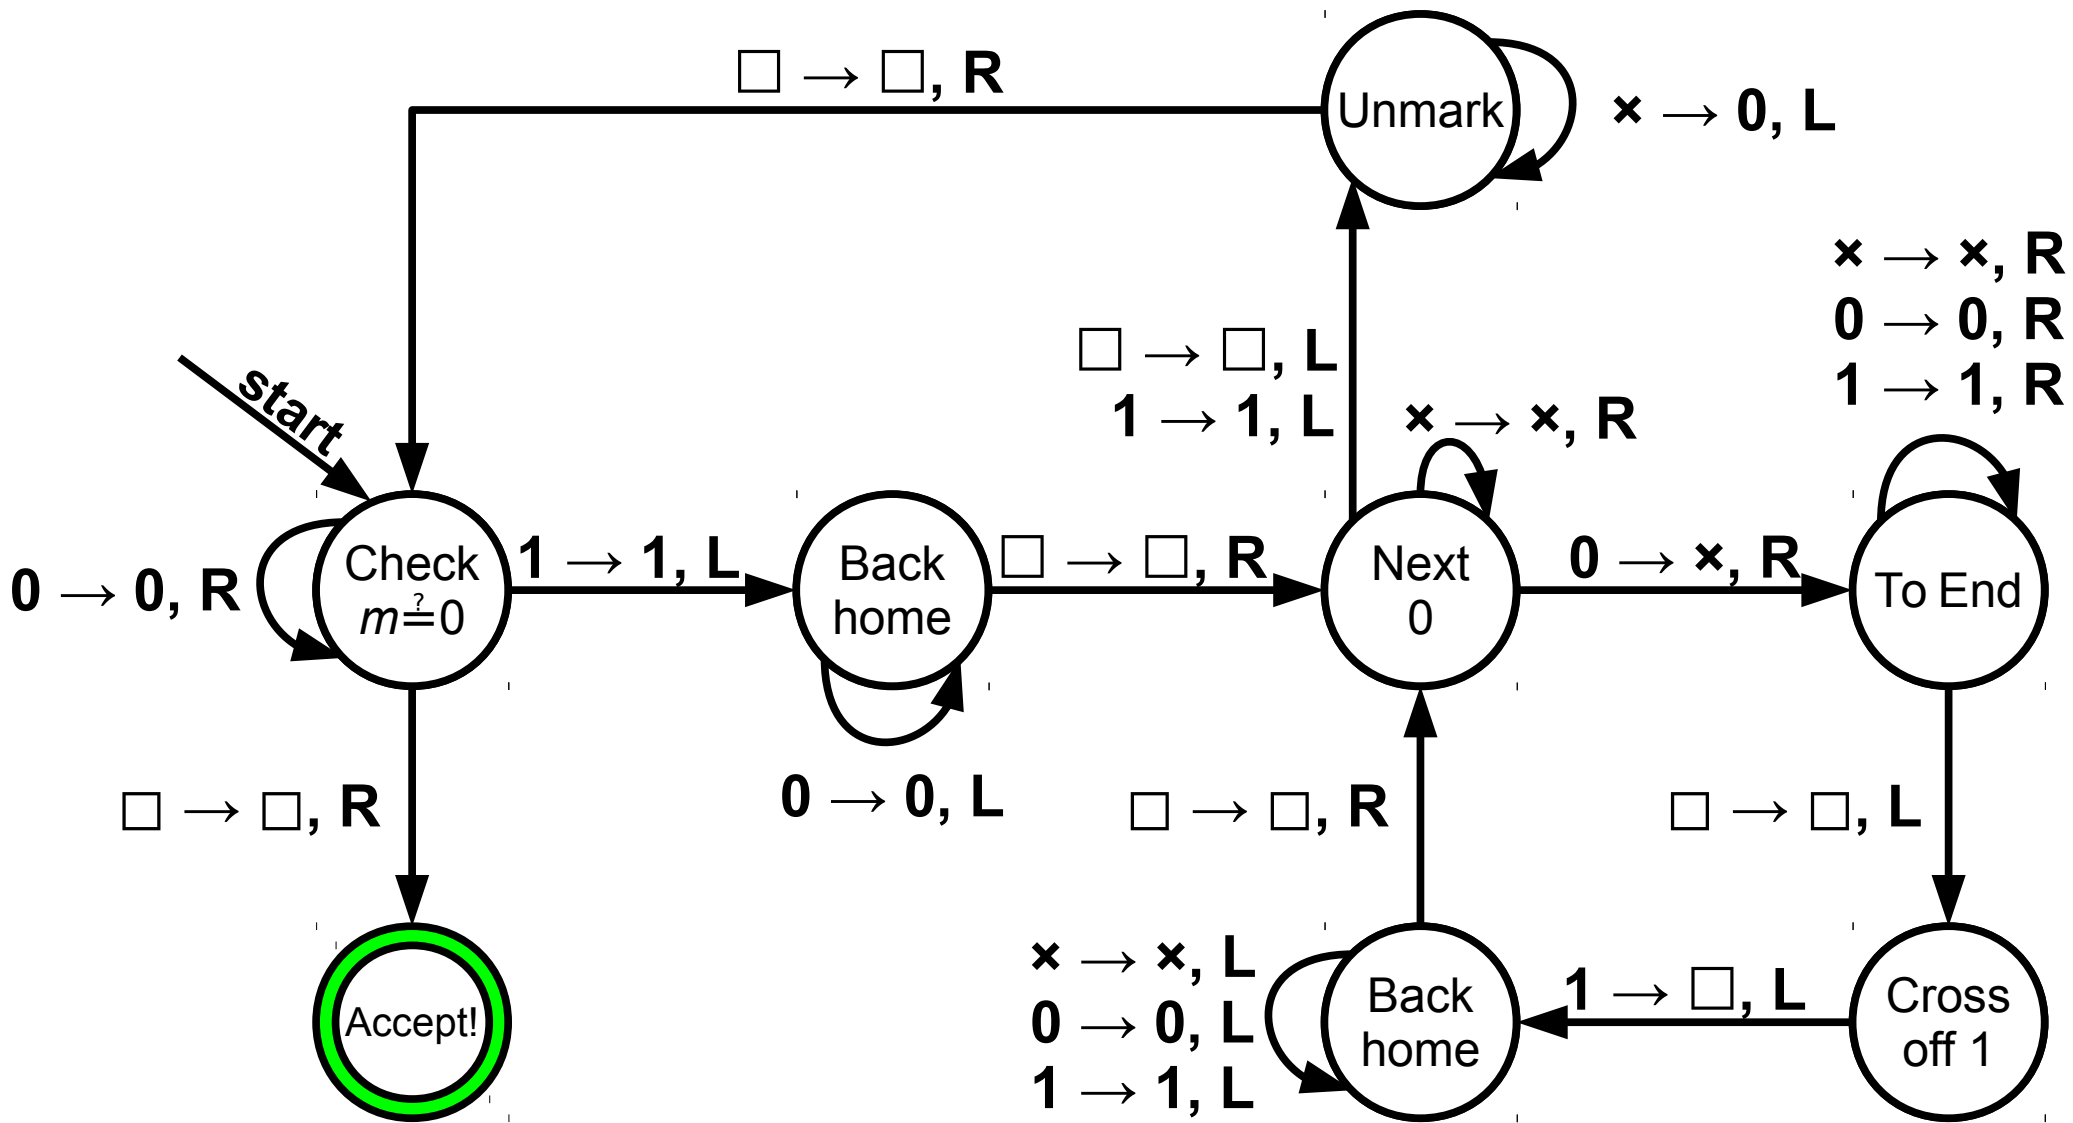 □ → □, R
Unmark
× → 0, L
× → ×, R
0 → 0, R
1 → 1, R
□ → □, L
1 → 1, L
× → ×, R
start
0 → 0, R
Check
m≟0
1 → 1, L
Back
home
□ → □, R
Next
0
0 → ×, R
To End
0 → 0, L
□ → □, R
□ → □, R
□ → □, L
Accept!
× → ×, L
0 → 0, L
1 → 1, L
Back
home
1 → □, L
Cross
off 1